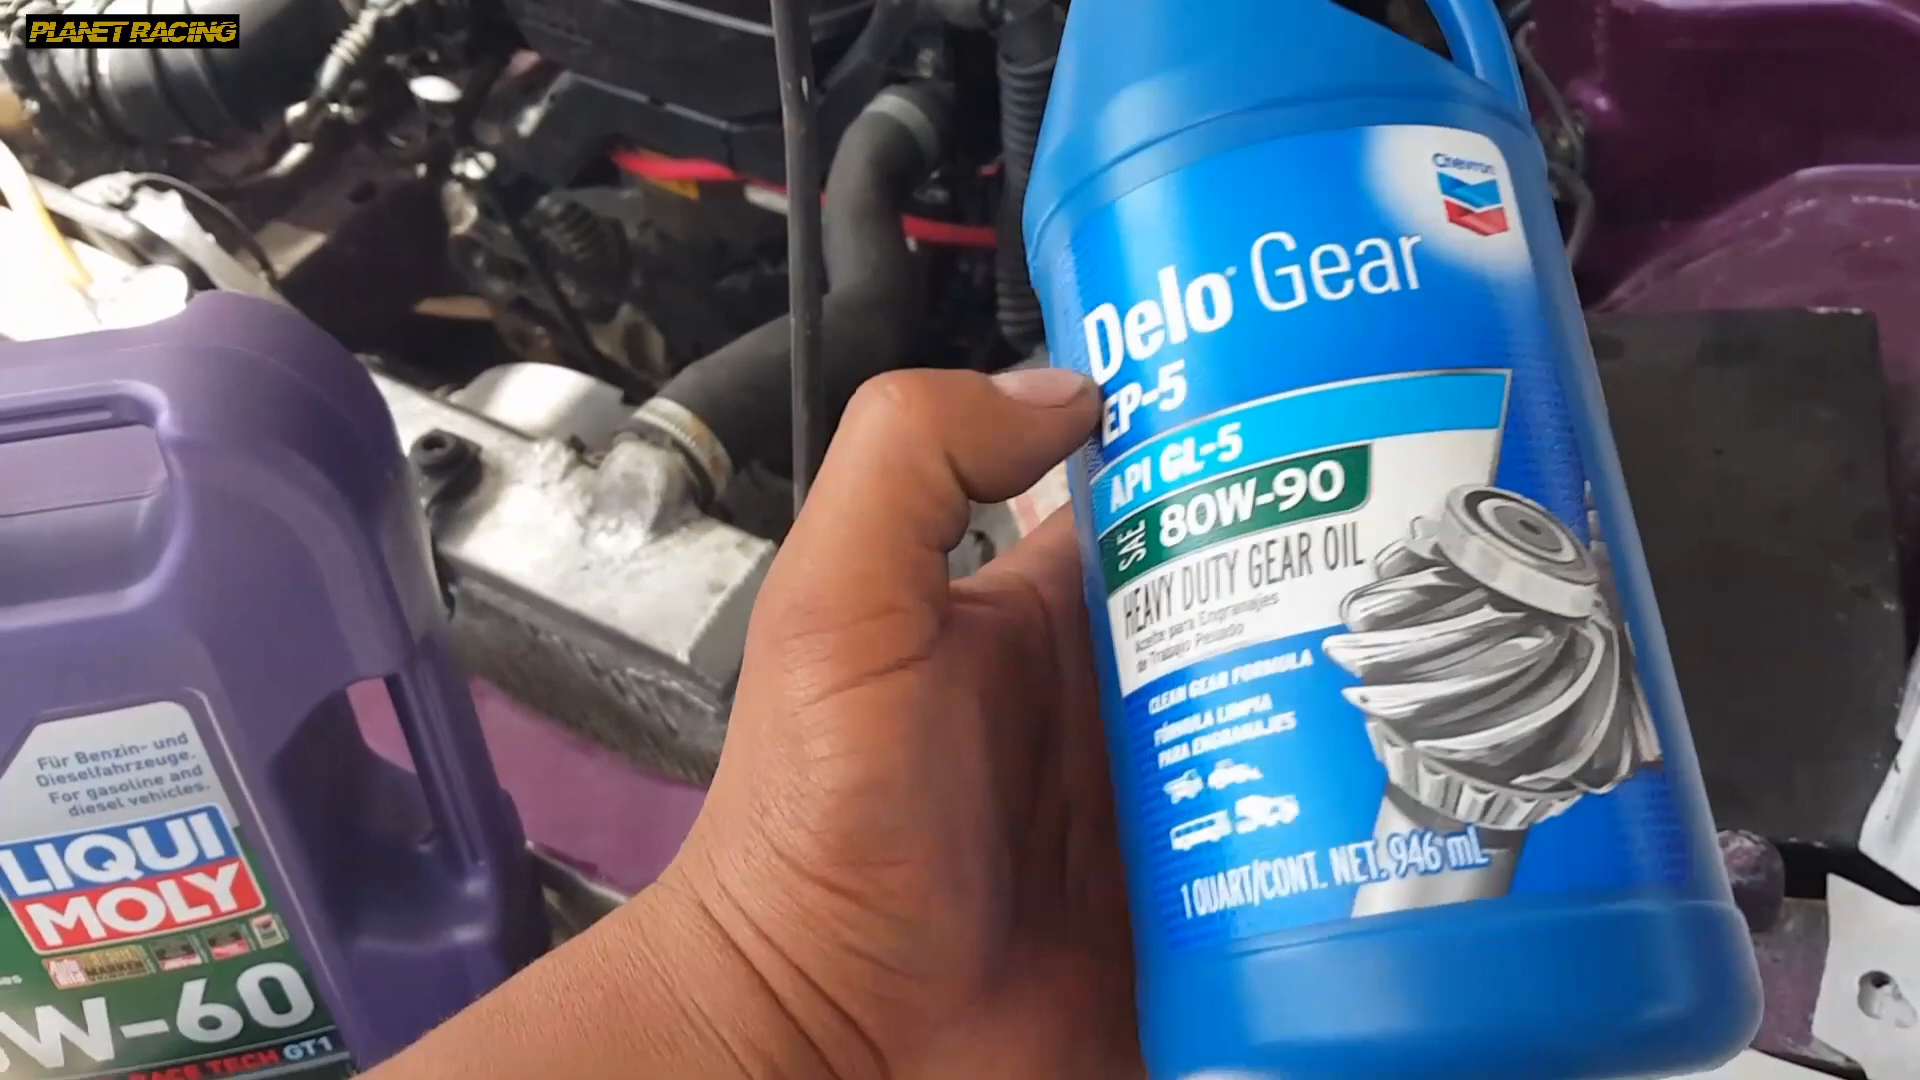 PLANET RACING
Chevron
Delo Gear
EP-5
API GL-5
SAE 80W-90
HEAVY DUTY GEAR OIL
Aceite para Engranajes
de Trabajo Pesado
CLEAN GEAR FORMULA
FÓRMULA LIMPIA
PARA ENGRANAJES
1 QUART/CONT. NET. 946 mL
Für Benzin- und
Dieselfahrzeuge.
For gasoline and
diesel vehicles.
LIQUI
MOLY
W-60
RACE TECH GT1